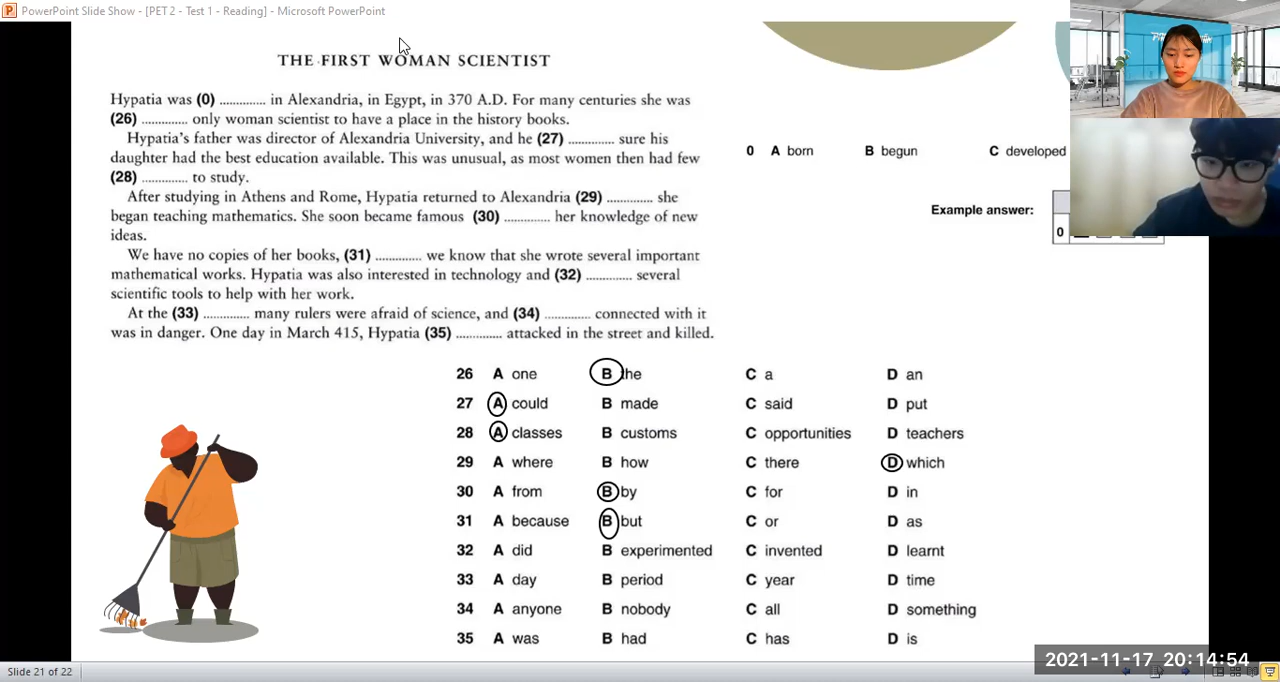 PowerPoint Slide Show - [PET 2 - Test 1 - Reading] - Microsoft PowerPoint
THE FIRST WOMAN SCIENTIST
Hypatia was (0) ............. in Alexandria, in Egypt, in 370 A.D. For many centuries she was
(26) ............. only woman scientist to have a place in the history books.
Hypatia's father was director of Alexandria University, and he (27) ............. sure his
daughter had the best education available. This was unusual, as most women then had few
(28) ............. to study.
After studying in Athens and Rome, Hypatia returned to Alexandria (29) ............. she
began teaching mathematics. She soon became famous (30) ............. her knowledge of new
ideas.
We have no copies of her books, (31) ............. we know that she wrote several important
mathematical works. Hypatia was also interested in technology and (32) ............. several
scientific tools to help with her work.
At the (33) ............. many rulers were afraid of science, and (34) ............. connected with it
was in danger. One day in March 415, Hypatia (35) ............. attacked in the street and killed.
0 A born B begun C developed
Example answer:
0
26 A one B the C a D an
27 A could B made C said D put
28 A classes B customs C opportunities D teachers
29 A where B how C there D which
30 A from B by C for D in
31 A because B but C or D as
32 A did B experimented C invented D learnt
33 A day B period C year D time
34 A anyone B nobody C all D something
35 A was B had C has D is
2021-11-17 20:14:54
Slide 21 of 22